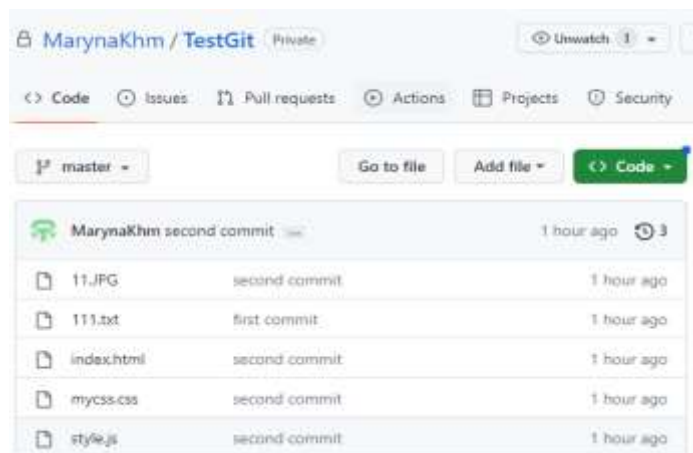 MarynaKhm / TestGit Private Unwatch 1
<> Code Issues Pull requests Actions Projects Security
master Go to file Add file <> Code
MarynaKhm second commit ... 1 hour ago 3
11.JPG second commit 1 hour ago
111.txt first commit 1 hour ago
index.html second commit 1 hour ago
mycss.css second commit 1 hour ago
style.js second commit 1 hour ago